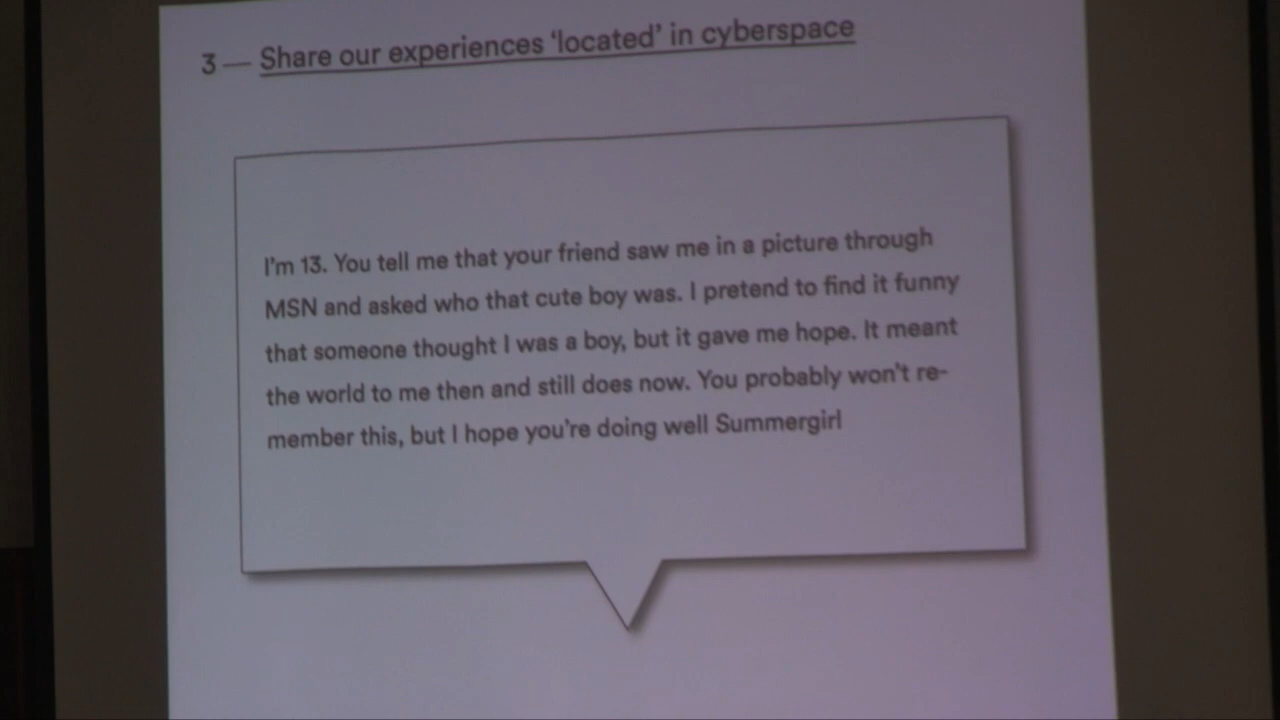 3 — Share our experiences ‘located’ in cyberspace
I’m 13. You tell me that your friend saw me in a picture through
MSN and asked who that cute boy was. I pretend to find it funny
that someone thought I was a boy, but it gave me hope. It meant
the world to me then and still does now. You probably won’t re-
member this, but I hope you’re doing well Summergirl